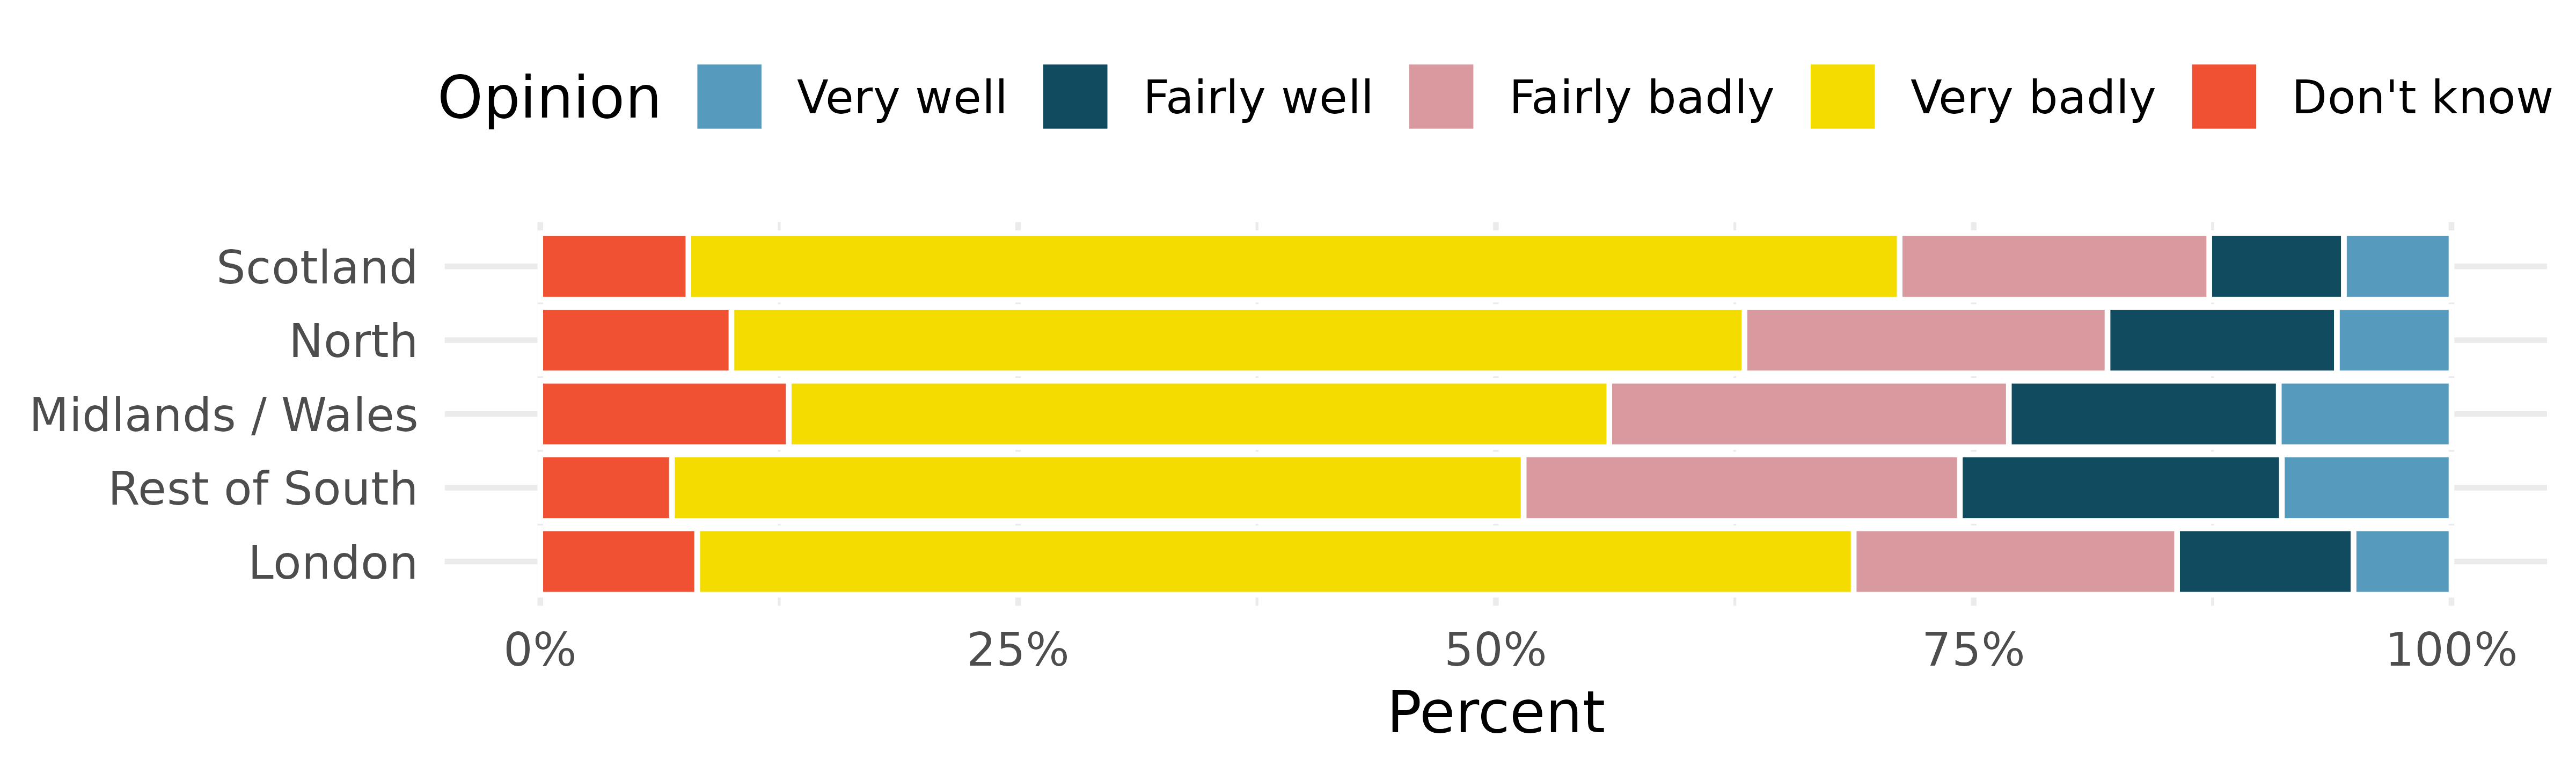 Opinion Very well Fairly well Fairly badly Very badly Don't know
Scotland
North
Midlands / Wales
Rest of South
London
0% 25% 50% 75% 100%
Percent